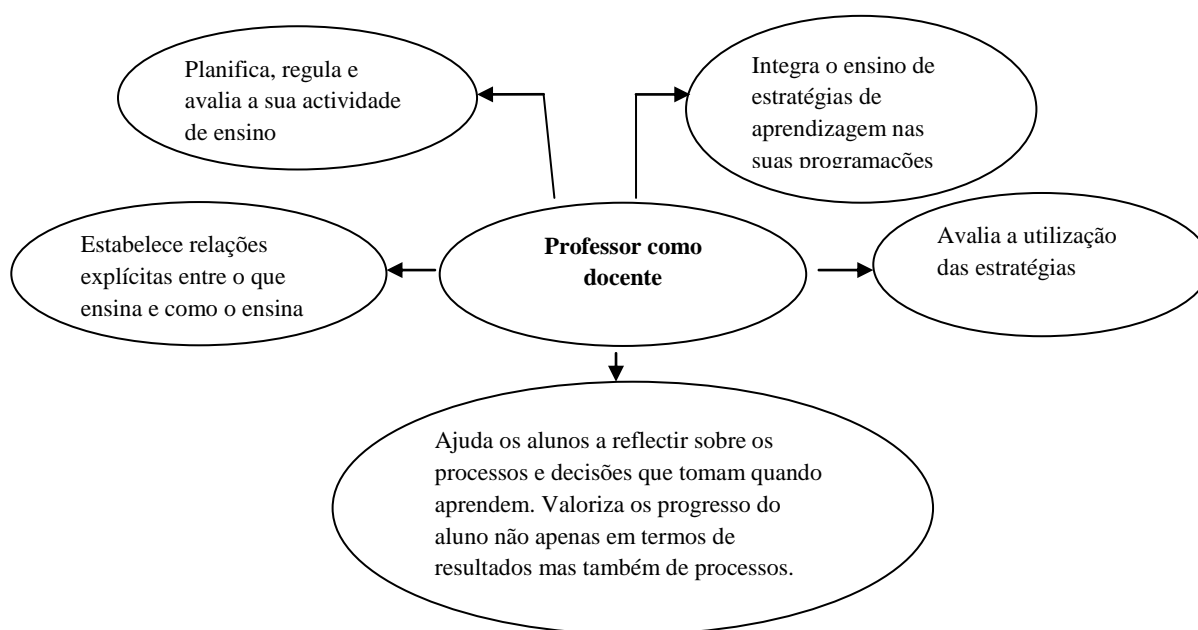 Planifica, regula e
avalia a sua actividade
de ensino
Integra o ensino de
estratégias de
aprendizagem nas
suas programações
Estabelece relações
explícitas entre o que
ensina e como o ensina
Professor como
docente
Avalia a utilização
das estratégias
Ajuda os alunos a reflectir sobre os
processos e decisões que tomam quando
aprendem. Valoriza os progresso do
aluno não apenas em termos de
resultados mas também de processos.